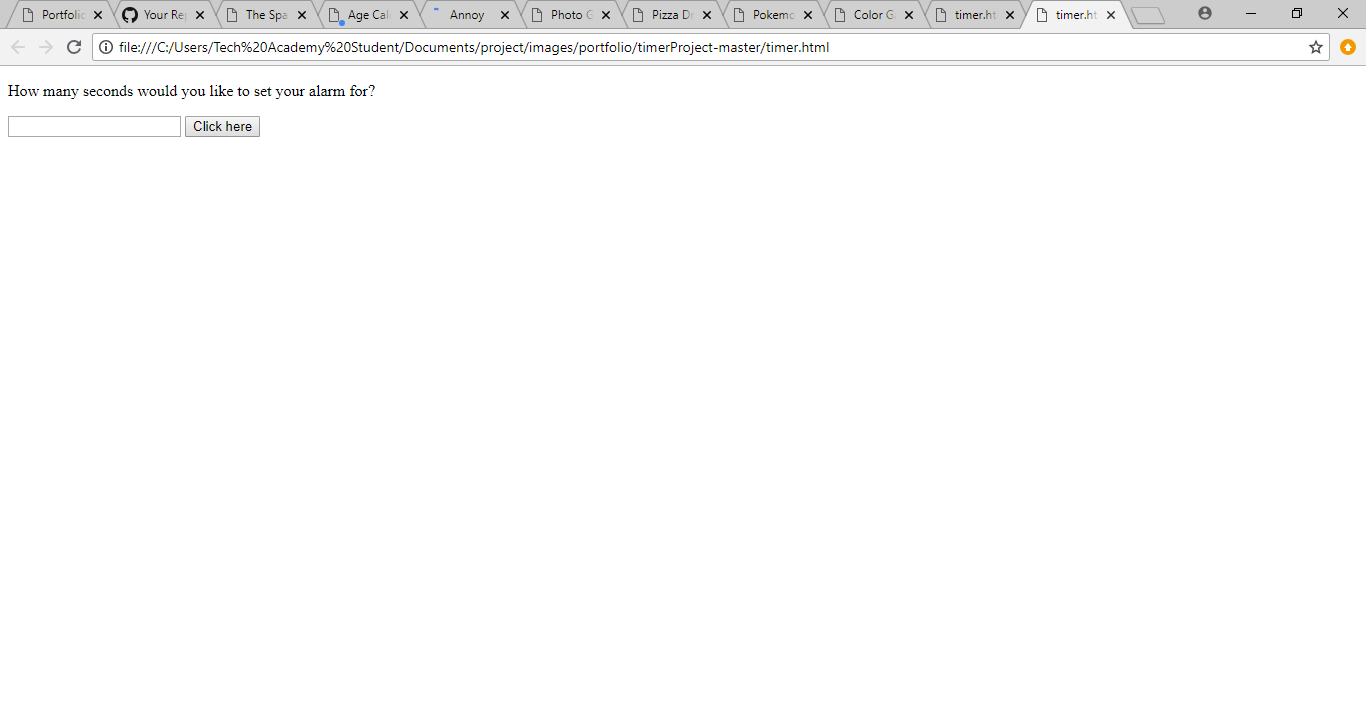 Portfolio Your Re The Spa Age Cal Annoy Photo G Pizza Dr Pokemo Color G timer.ht timer.ht
file:///C:/Users/Tech%20Academy%20Student/Documents/project/images/portfolio/timerProject-master/timer.html
How many seconds would you like to set your alarm for?
Click here